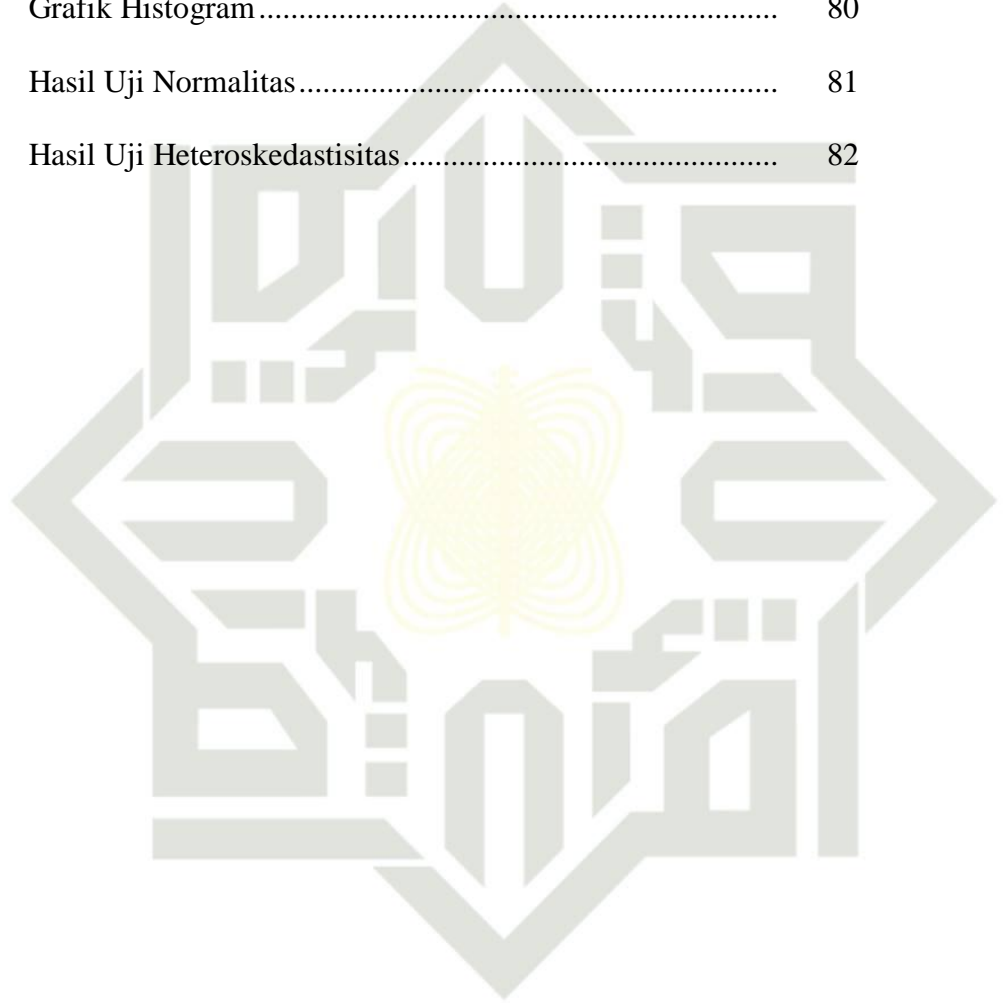 Grafik Histogram.................................................................. 80
Hasil Uji Normalitas............................................................. 81
Hasil Uji Heteroskedastisitas................................................ 82